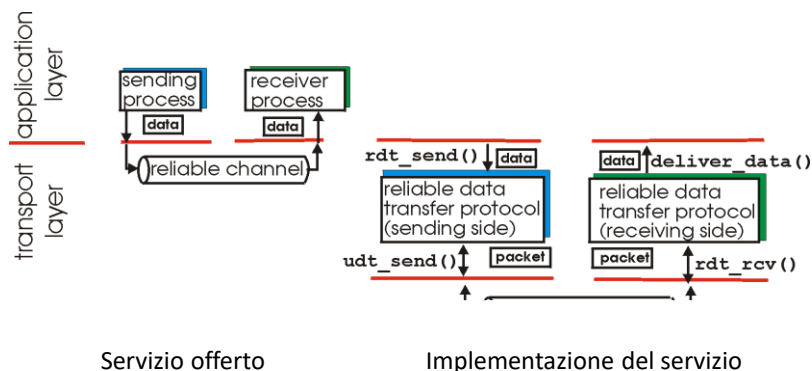 application
layer
transport
layer
sending
process
data
receiver
process
data
reliable channel
rdt_send()
data
reliable data
transfer protocol
(sending side)
udt_send()
packet
data
deliver_data()
reliable data
transfer protocol
(receiving side)
packet
rdt_rcv()
Servizio offerto
Implementazione del servizio